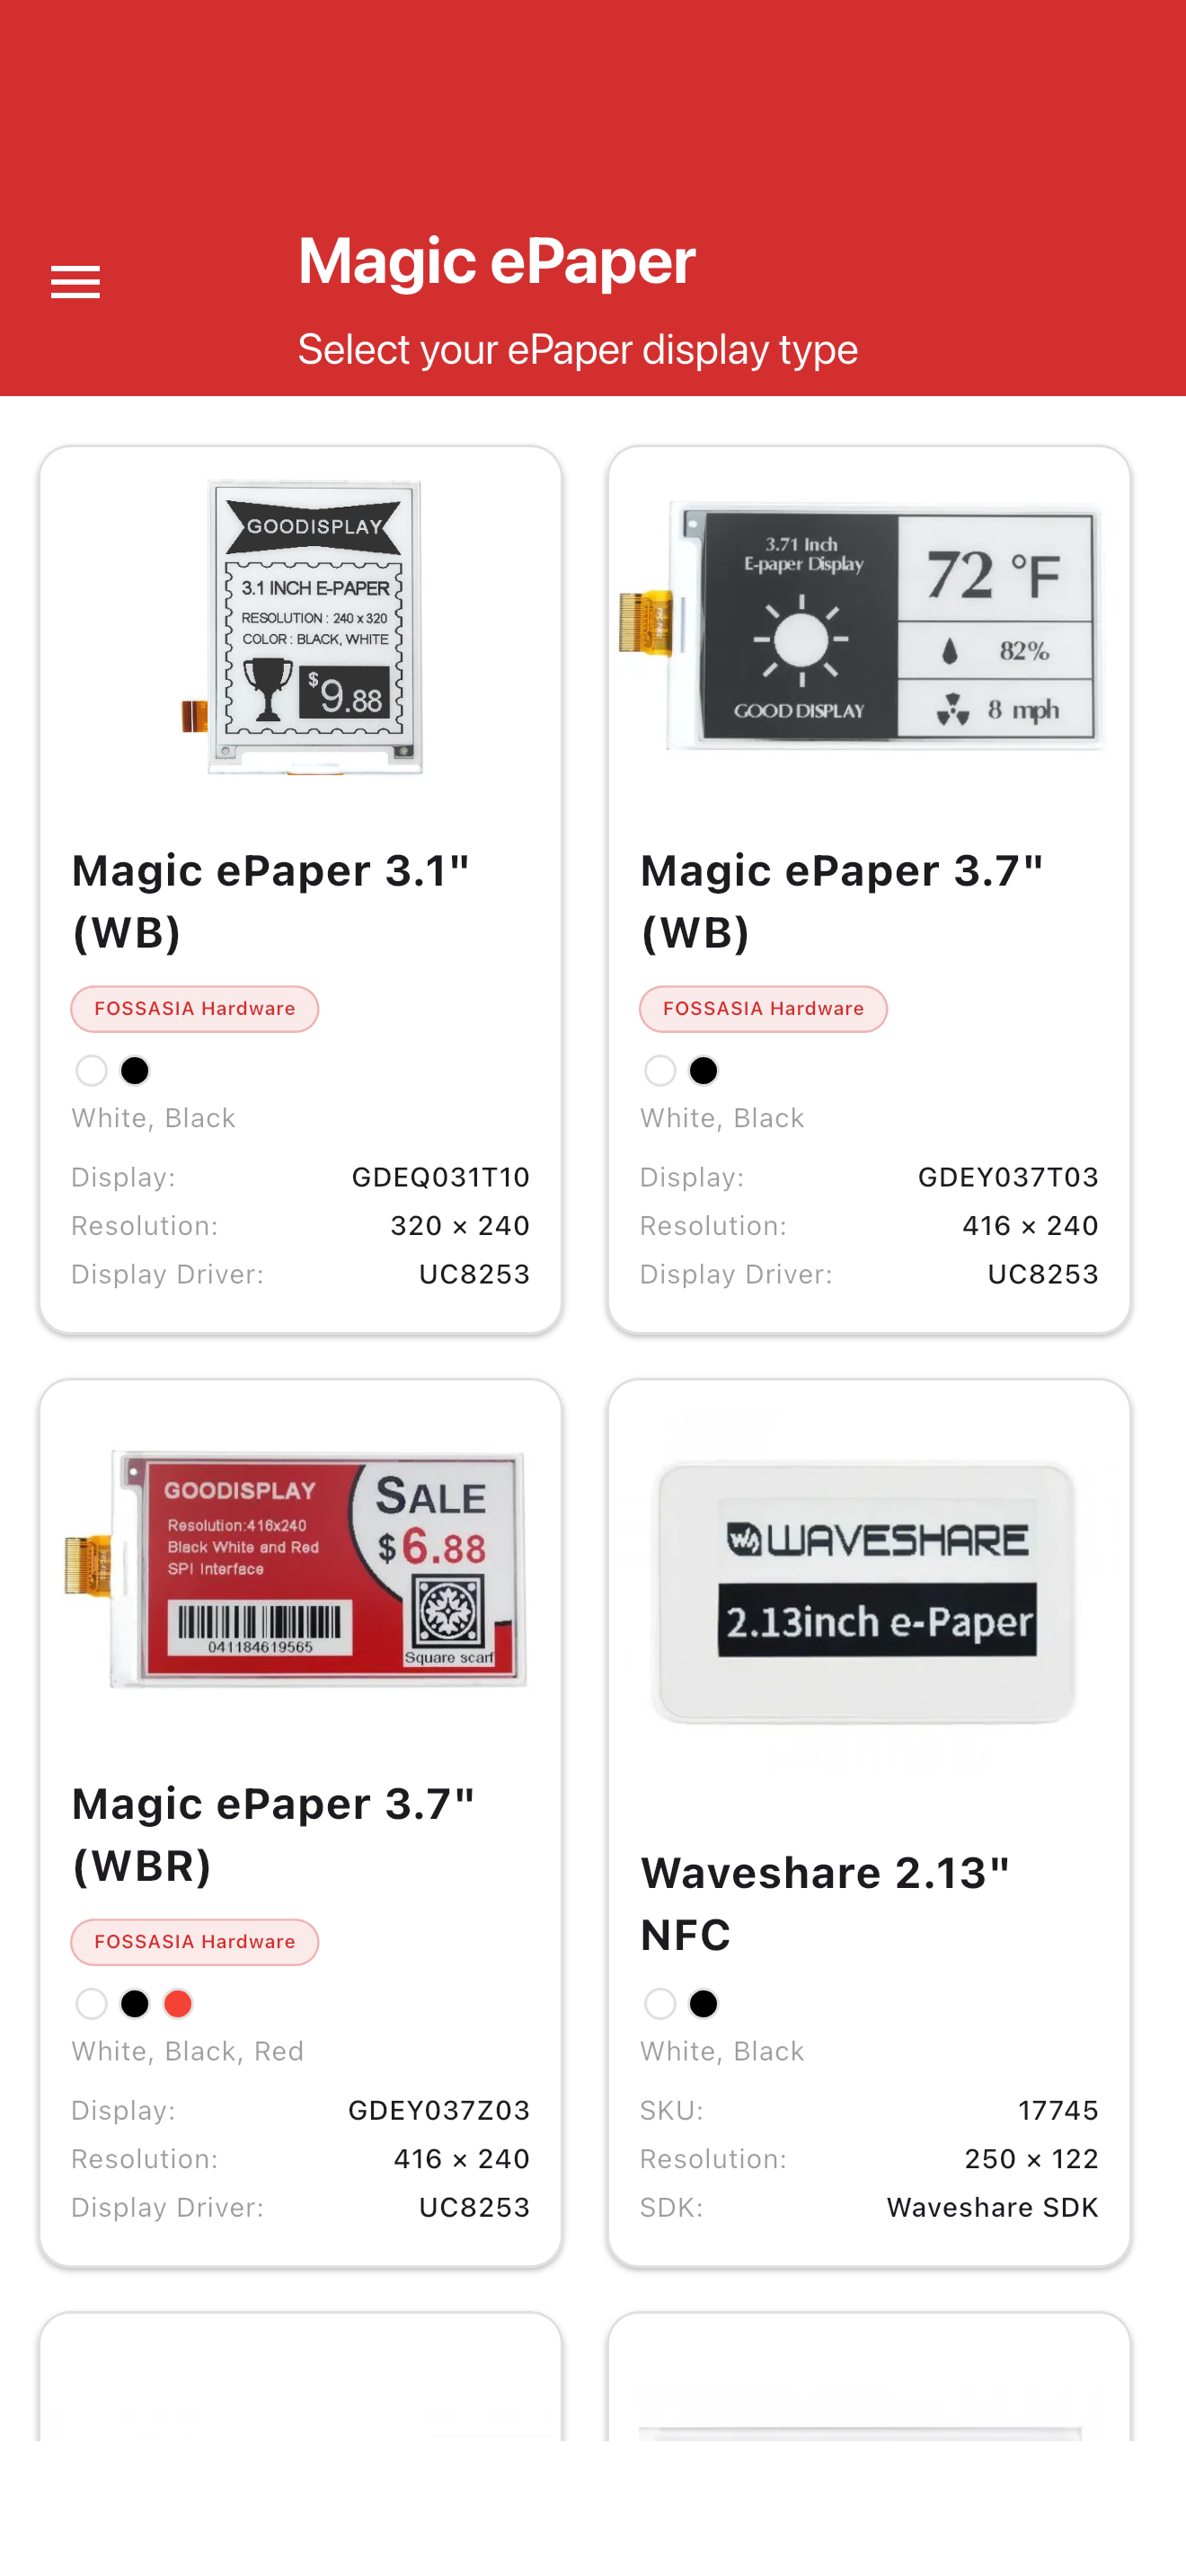 Magic ePaper
Select your ePaper display type
GOODISPLAY
3.1 INCH E-PAPER
RESOLUTION : 240 x 320
COLOR : BLACK, WHITE
$9.88
Magic ePaper 3.1"
(WB)
FOSSASIA Hardware
White, Black
Display: GDEQ031T10
Resolution: 320 × 240
Display Driver: UC8253
3.71 Inch
E-paper Display
GOOD DISPLAY
72 °F
82%
8 mph
Magic ePaper 3.7"
(WB)
FOSSASIA Hardware
White, Black
Display: GDEY037T03
Resolution: 416 × 240
Display Driver: UC8253
GOODISPLAY
Resolution:416x240
Black White and Red
SPI Interface
041184619565
SALE
$6.88
Square scarf
Magic ePaper 3.7"
(WBR)
FOSSASIA Hardware
White, Black, Red
Display: GDEY037Z03
Resolution: 416 × 240
Display Driver: UC8253
WAVESHARE
2.13inch e-Paper
Waveshare 2.13"
NFC
White, Black
SKU: 17745
Resolution: 250 × 122
SDK: Waveshare SDK